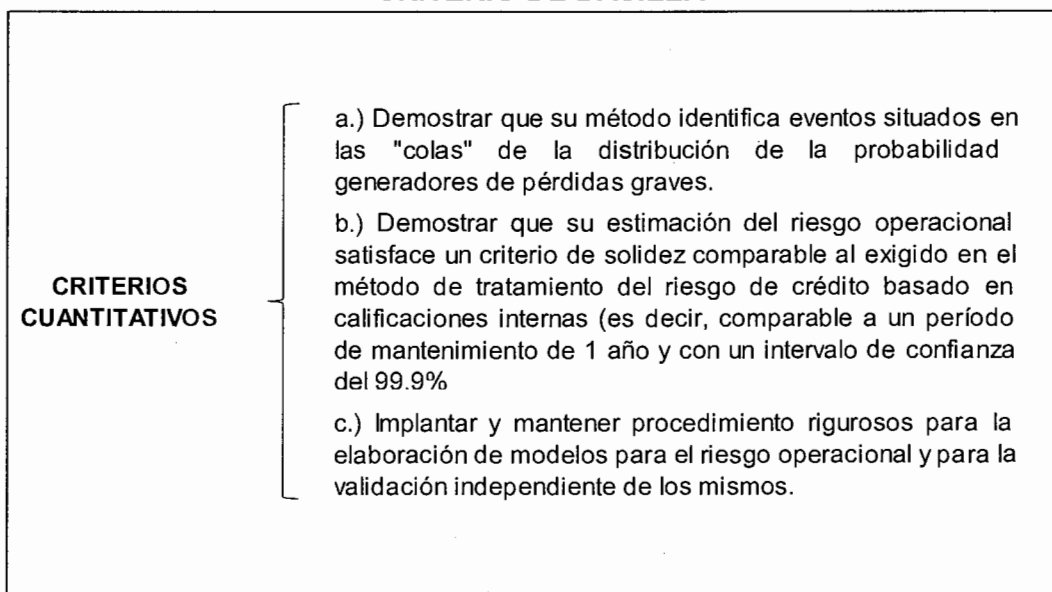 CRITERIOS
CUANTITATIVOS
a.) Demostrar que su método identifica eventos situados en
las "colas" de la distribución de la probabilidad
generadores de pérdidas graves.
b.) Demostrar que su estimación del riesgo operacional
satisface un criterio de solidez comparable al exigido en el
método de tratamiento del riesgo de crédito basado en
calificaciones internas (es decir, comparable a un período
de mantenimiento de 1 año y con un intervalo de confianza
del 99.9%
c.) Implantar y mantener procedimiento rigurosos para la
elaboración de modelos para el riesgo operacional y para la
validación independiente de los mismos.